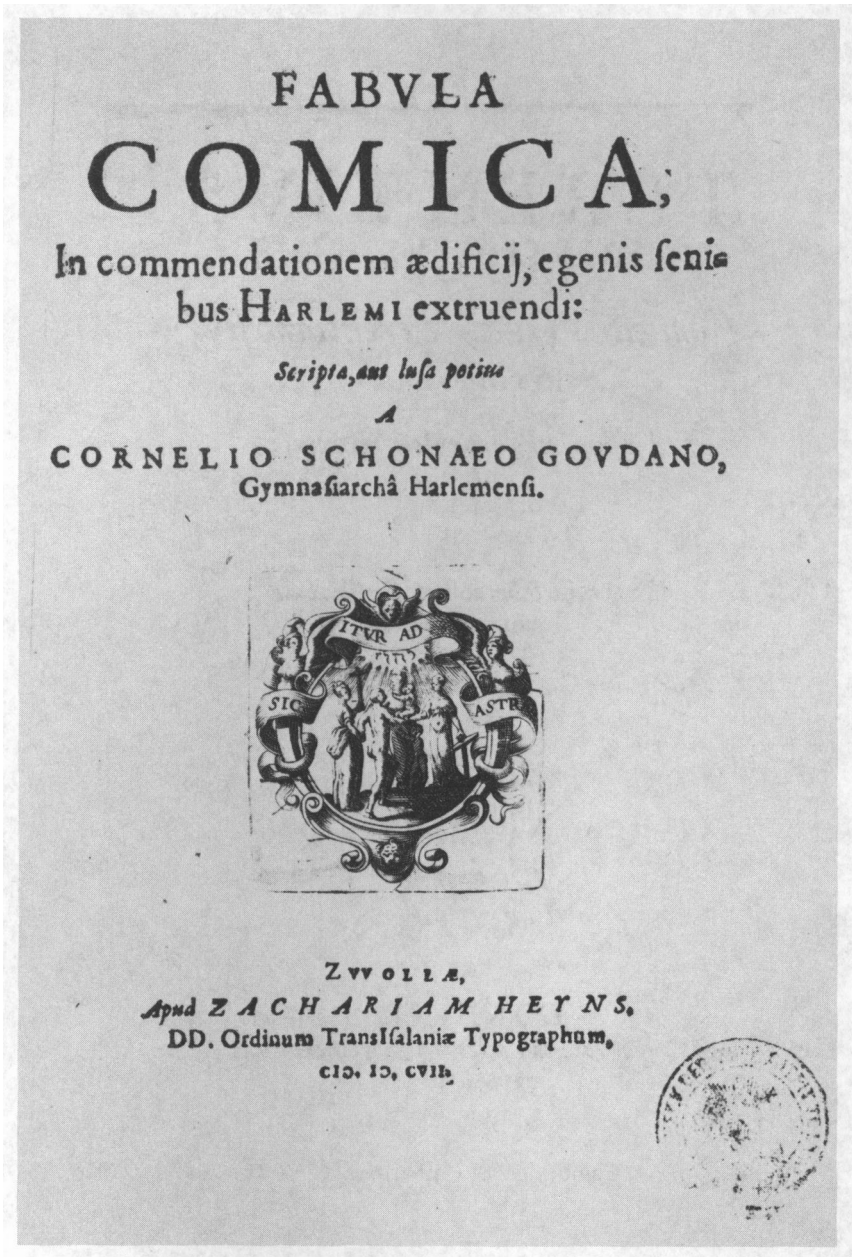 FABVLA
COMICA,
In commendationem ædificij, egenis ſeni=
bus HARLEMI extruendi:
Scripta, aut luſa potius
A
CORNELIO SCHONAEO GOVDANO,
Gymnaſiarchâ Harlemenſi.
ITVR AD
SIC
ASTR
ZVVOLLÆ,
Apud ZACHARIAM HEYNS,
DD. Ordinum TransIſalaniæ Typographum,
CIↃ. IↃ. CVII.